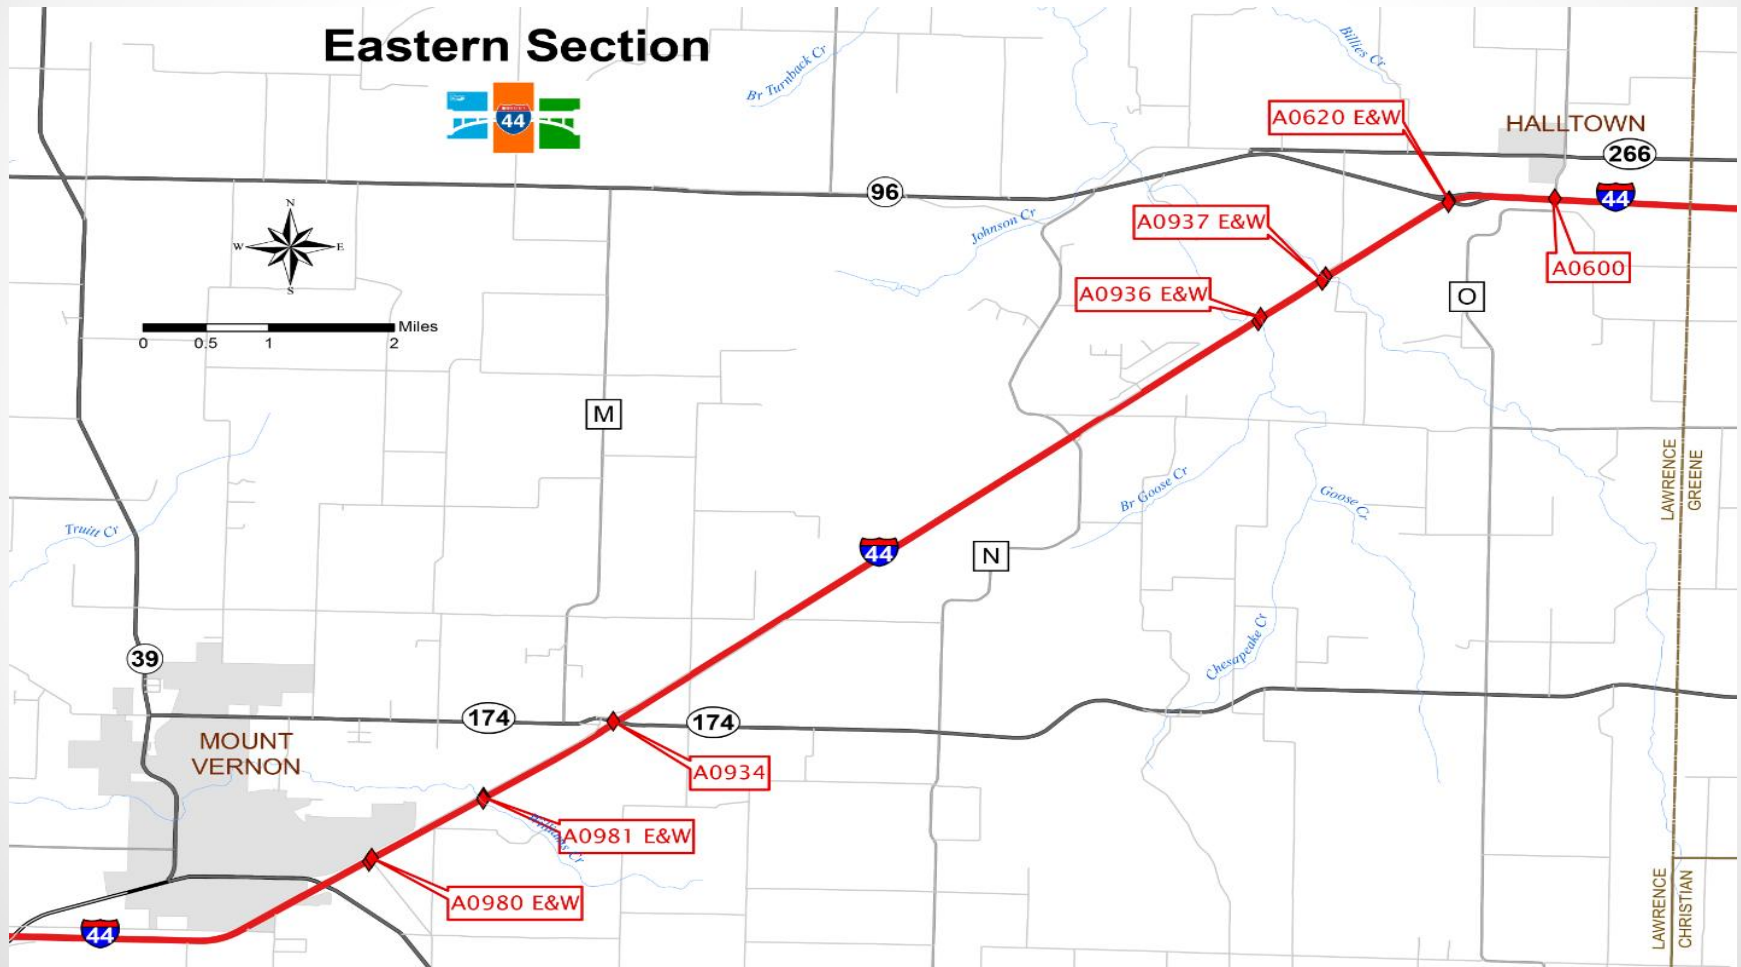 Eastern Section
44
Br Turnback Cr
Billies Cr
A0620 E&W
HALLTOWN
266
96
44
N
W
E
S
Johnson Cr
A0937 E&W
A0600
A0936 E&W
O
Miles
0
0.5
1
2
M
LAWRENCE
GREENE
Br Goose Cr
Goose Cr
Truitt Cr
44
N
Chesapeake Cr
39
174
174
MOUNT
VERNON
A0934
A0981 E&W
Cr
A0980 E&W
LAWRENCE
CHRISTIAN
44